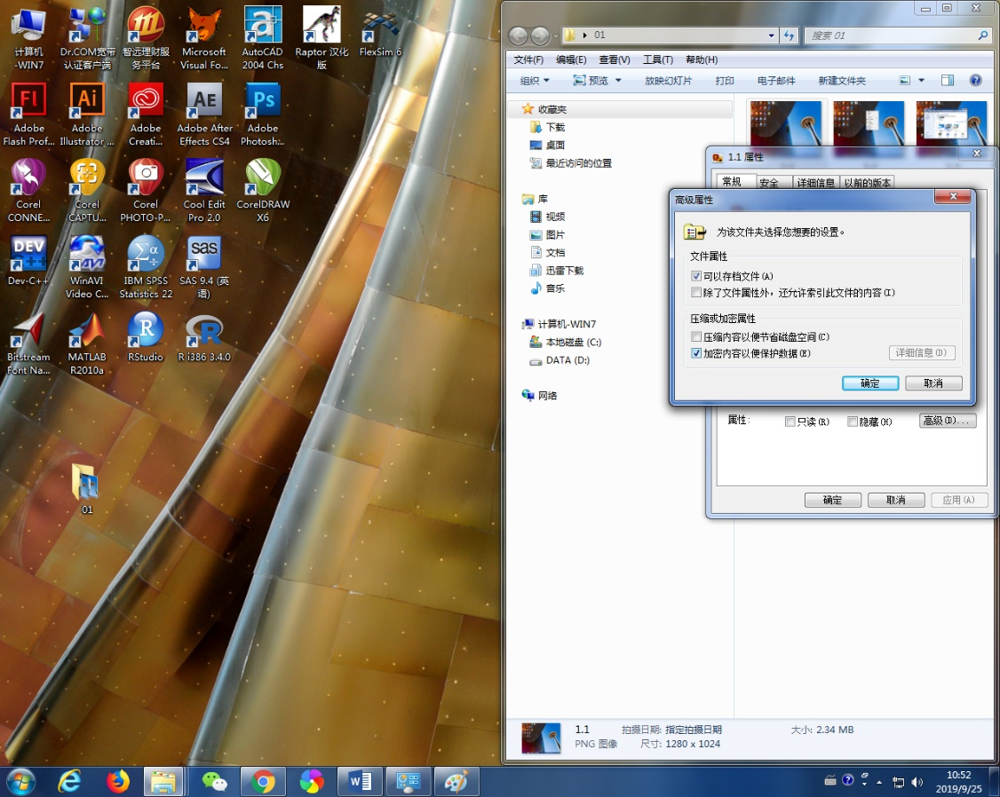 计算机
-WIN7
Dr.COM宽带
认证客户端
智远理财服
务平台
Microsoft
Visual Fo...
AutoCAD
2004 Chs
Raptor 汉化
版
FlexSim 6
Adobe
Flash Prof...
Adobe
Illustrator ...
Adobe
Creati...
Adobe After
Effects CS4
Adobe
Photosh...
Corel
CONNE...
Corel
CAPTU...
Corel
PHOTO-P...
Cool Edit
Pro 2.0
CorelDRAW
X6
Dev-C++
WinAVI
Video C...
IBM SPSS
Statistics 22
SAS 9.4 (英
语)
Bitstream
Font Na...
MATLAB
R2010a
RStudio
R i386 3.4.0
01
01
搜索 01
文件(F) 编辑(E) 查看(V) 工具(T) 帮助(H)
组织 预览 放映幻灯片 打印 电子邮件 新建文件夹
收藏夹
下载
桌面
最近访问的位置
库
视频
图片
文档
迅雷下载
音乐
计算机-WIN7
本地磁盘 (C:)
DATA (D:)
网络
1.1 属性
常规 安全 详细信息 以前的版本
高级属性
为该文件夹选择您想要的设置。
文件属性
可以存档文件(A)
除了文件属性外，还允许索引此文件的内容(I)
压缩或加密属性
压缩内容以便节省磁盘空间(C)
加密内容以便保护数据(E)
详细信息(D)
确定 取消
属性: 只读(R) 隐藏(H) 高级(D)...
确定 取消 应用(A)
1.1 拍摄日期: 指定拍摄日期 大小: 2.34 MB
PNG 图像 尺寸: 1280 x 1024
10:52
2019/9/25